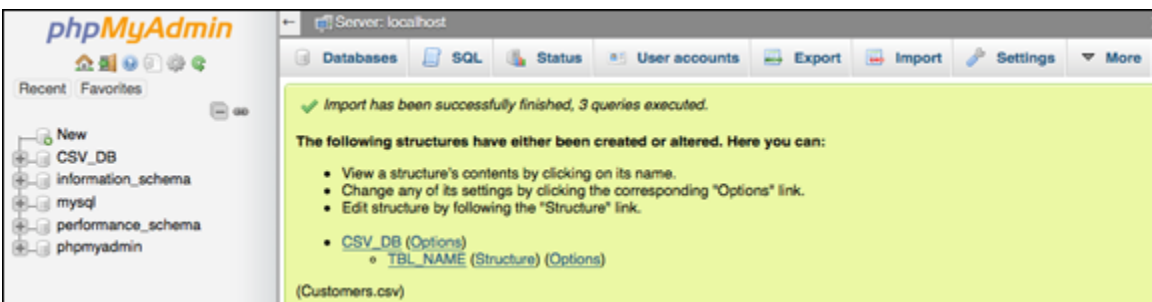 phpMyAdmin
Recent Favorites
New
CSV_DB
information_schema
mysql
performance_schema
phpmyadmin
Server: localhost
Databases SQL Status User accounts Export Import Settings More
Import has been successfully finished, 3 queries executed.
The following structures have either been created or altered. Here you can:
• View a structure's contents by clicking on its name.
• Change any of its settings by clicking the corresponding "Options" link.
• Edit structure by following the "Structure" link.
• CSV_DB (Options)
◦ TBL_NAME (Structure) (Options)
(Customers.csv)